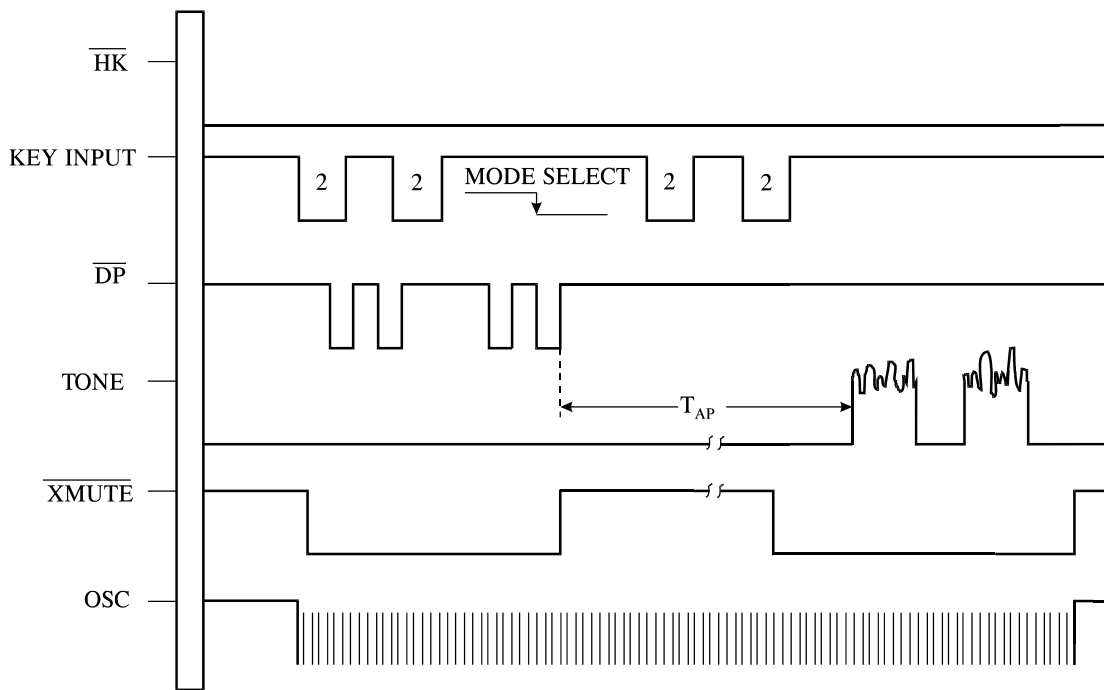 HK
KEY INPUT
2 2 MODE SELECT 2 2
DP
TONE
TAP
XMUTE
OSC